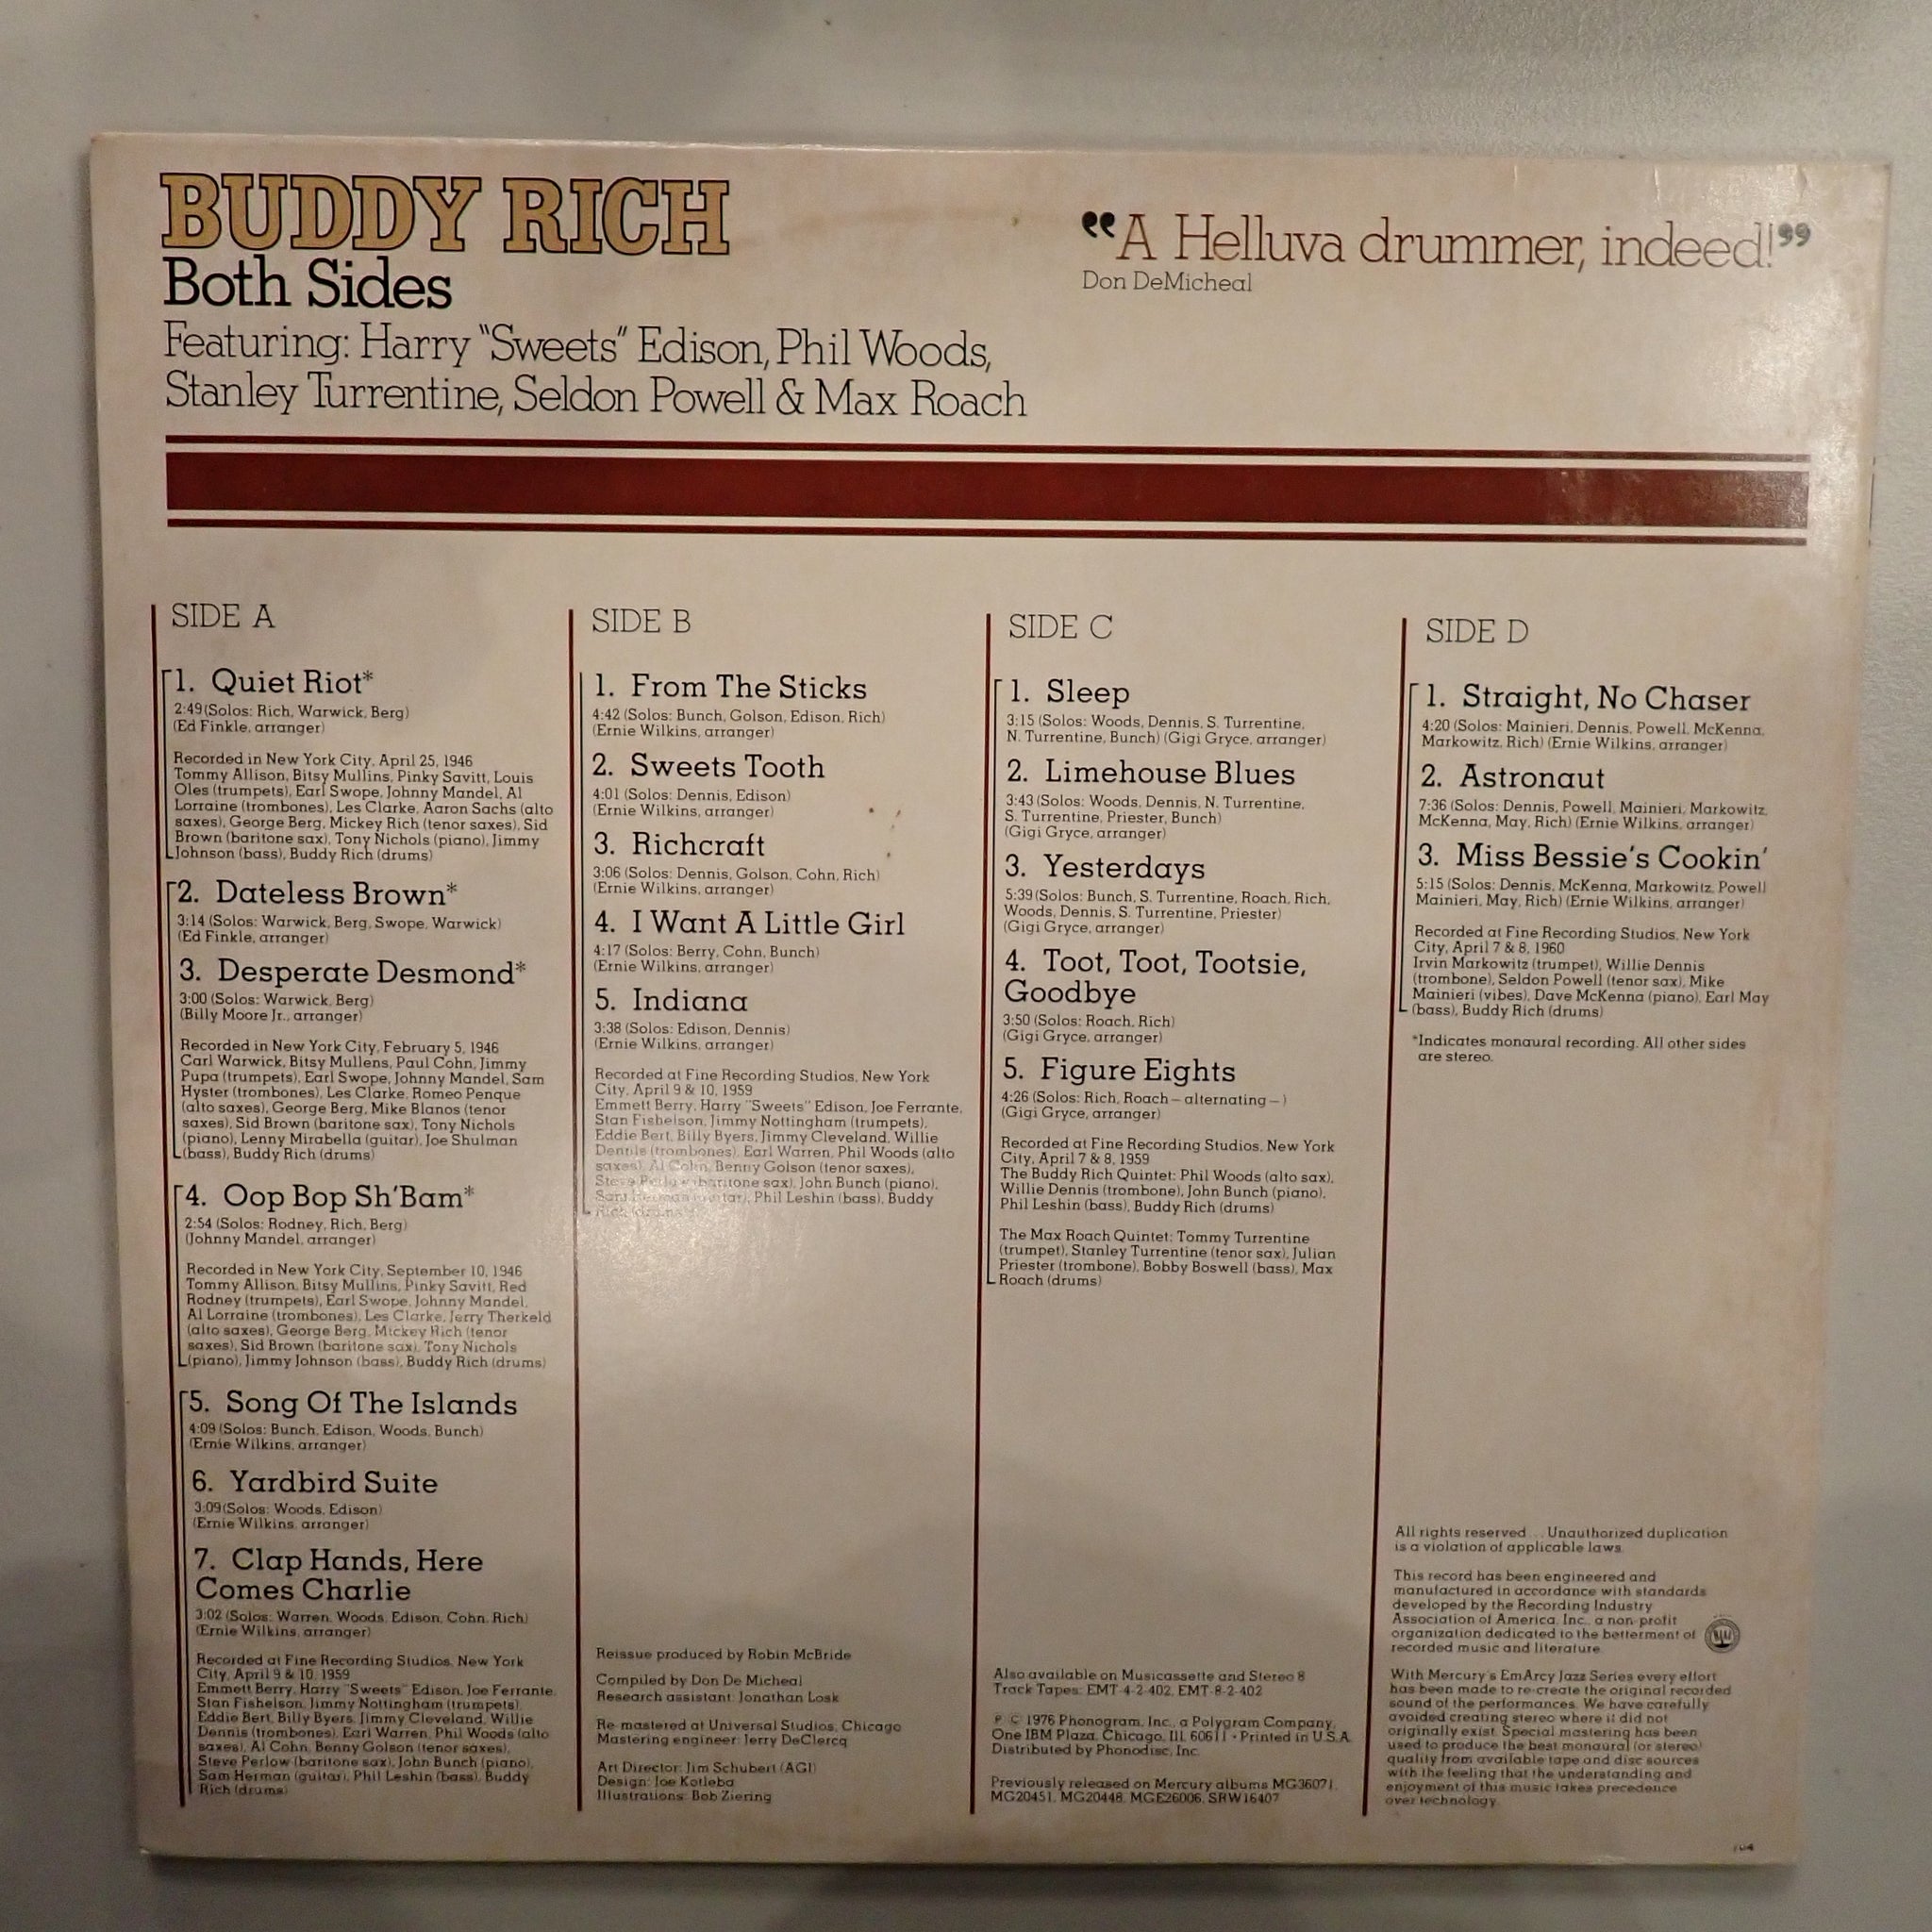 BUDDY RICH
Both Sides
Featuring: Harry "Sweets" Edison, Phil Woods,
Stanley Turrentine, Seldon Powell & Max Roach
"A Helluva drummer, indeed!"
Don DeMicheal
SIDE A
1. Quiet Riot*
2:49 (Solos: Rich, Warwick, Berg)
(Ed Finkle, arranger)
Recorded in New York City, April 25, 1946
Tommy Allison, Bitsy Mullins, Pinky Savitt, Louis
Oles (trumpets), Earl Swope, Johnny Mandel, Al
Lorraine (trombones), Les Clarke, Aaron Sachs (alto
saxes), George Berg, Mickey Rich (tenor saxes), Sid
Brown (baritone sax), Tony Nichols (piano), Jimmy
Johnson (bass), Buddy Rich (drums)
2. Dateless Brown*
3:14 (Solos: Warwick, Berg, Swope, Warwick)
(Ed Finkle, arranger)
3. Desperate Desmond*
3:00 (Solos: Warwick, Berg)
(Billy Moore Jr., arranger)
Recorded in New York City, February 5, 1946
Carl Warwick, Bitsy Mullens, Paul Cohn, Jimmy
Pupa (trumpets), Earl Swope, Johnny Mandel, Sam
Hyster (trombones), Les Clarke, Romeo Penque
(alto saxes), George Berg, Mike Blanos (tenor
saxes), Sid Brown (baritone sax), Tony Nichols
(piano), Lenny Mirabella (guitar), Joe Shulman
(bass), Buddy Rich (drums)
4. Oop Bop Sh'Bam*
2:54 (Solos: Rodney, Rich, Berg)
(Johnny Mandel, arranger)
Recorded in New York City, September 10, 1946
Tommy Allison, Bitsy Mullins, Pinky Savitt, Red
Rodney (trumpets), Earl Swope, Johnny Mandel,
Al Lorraine (trombones), Les Clarke, Jerry Therkeld
(alto saxes), George Berg, Mickey Rich (tenor
saxes), Sid Brown (baritone sax), Tony Nichols
(piano), Jimmy Johnson (bass), Buddy Rich (drums)
5. Song Of The Islands
4:09 (Solos: Bunch, Edison, Woods, Bunch)
(Ernie Wilkins, arranger)
6. Yardbird Suite
3:09 (Solos: Woods, Edison)
(Ernie Wilkins, arranger)
7. Clap Hands, Here
Comes Charlie
3:02 (Solos: Warren, Woods, Edison, Cohn, Rich)
(Ernie Wilkins, arranger)
Recorded at Fine Recording Studios, New York
City, April 9 & 10, 1959
Emmett Berry, Harry "Sweets" Edison, Joe Ferrante,
Stan Fishelson, Jimmy Nottingham (trumpets),
Eddie Bert, Billy Byers, Jimmy Cleveland, Willie
Dennis (trombones), Earl Warren, Phil Woods (alto
saxes), Al Cohn, Benny Golson (tenor saxes),
Steve Perlow (baritone sax), John Bunch (piano),
Sam Herman (guitar), Phil Leshin (bass), Buddy
Rich (drums)
SIDE B
1. From The Sticks
4:42 (Solos: Bunch, Golson, Edison, Rich)
(Ernie Wilkins, arranger)
2. Sweets Tooth
4:01 (Solos: Dennis, Edison)
(Ernie Wilkins, arranger)
3. Richcraft
3:06 (Solos: Dennis, Golson, Cohn, Rich)
(Ernie Wilkins, arranger)
4. I Want A Little Girl
4:17 (Solos: Berry, Cohn, Bunch)
(Ernie Wilkins, arranger)
5. Indiana
3:38 (Solos: Edison, Dennis)
(Ernie Wilkins, arranger)
Recorded at Fine Recording Studios, New York
City, April 9 & 10, 1959
Emmett Berry, Harry "Sweets" Edison, Joe Ferrante,
Stan Fishelson, Jimmy Nottingham (trumpets),
Eddie Bert, Billy Byers, Jimmy Cleveland, Willie
Dennis (trombones), Earl Warren, Phil Woods (alto
saxes), Al Cohn, Benny Golson (tenor saxes),
Steve Perlow (baritone sax), John Bunch (piano),
Sam Herman (guitar), Phil Leshin (bass), Buddy
Rich (drums)
Reissue produced by Robin McBride
Compiled by Don De Micheal
Research assistant: Jonathan Losk
Re-mastered at Universal Studios, Chicago
Mastering engineer: Jerry DeClercq
Art Director: Jim Schubert (AGI)
Design: Joe Kotleba
Illustrations: Bob Ziering
SIDE C
1. Sleep
3:15 (Solos: Woods, Dennis, S. Turrentine,
N. Turrentine, Bunch) (Gigi Gryce, arranger)
2. Limehouse Blues
3:43 (Solos: Woods, Dennis, N. Turrentine,
S. Turrentine, Priester, Bunch)
(Gigi Gryce, arranger)
3. Yesterdays
5:39 (Solos: Bunch, S. Turrentine, Roach, Rich,
Woods, Dennis, S. Turrentine, Priester)
(Gigi Gryce, arranger)
4. Toot, Toot, Tootsie,
Goodbye
3:50 (Solos: Roach, Rich)
(Gigi Gryce, arranger)
5. Figure Eights
4:26 (Solos: Rich, Roach – alternating – )
(Gigi Gryce, arranger)
Recorded at Fine Recording Studios, New York
City, April 7 & 8, 1959
The Buddy Rich Quintet: Phil Woods (alto sax),
Willie Dennis (trombone), John Bunch (piano),
Phil Leshin (bass), Buddy Rich (drums)
The Max Roach Quintet: Tommy Turrentine
(trumpet), Stanley Turrentine (tenor sax), Julian
Priester (trombone), Bobby Boswell (bass), Max
Roach (drums)
Also available on Musicassette and Stereo 8
Track Tapes: EMT-4-2-402, EMT-8-2-402
℗ © 1976 Phonogram, Inc., a Polygram Company,
One IBM Plaza, Chicago, Ill. 60611 • Printed in U.S.A.
Distributed by Phonodisc, Inc.
Previously released on Mercury albums MG36071,
MG20451, MG20448, MGE26006, SRW16407
SIDE D
1. Straight, No Chaser
4:20 (Solos: Mainieri, Dennis, Powell, McKenna,
Markowitz, Rich) (Ernie Wilkins, arranger)
2. Astronaut
7:36 (Solos: Dennis, Powell, Mainieri, Markowitz,
McKenna, May, Rich) (Ernie Wilkins, arranger)
3. Miss Bessie's Cookin'
5:15 (Solos: Dennis, McKenna, Markowitz, Powell
Mainieri, May, Rich) (Ernie Wilkins, arranger)
Recorded at Fine Recording Studios, New York
City, April 7 & 8, 1960
Irvin Markowitz (trumpet), Willie Dennis
(trombone), Seldon Powell (tenor sax), Mike
Mainieri (vibes), Dave McKenna (piano), Earl May
(bass), Buddy Rich (drums)
*Indicates monaural recording. All other sides
are stereo.
All rights reserved . . . Unauthorized duplication
is a violation of applicable laws.
This record has been engineered and
manufactured in accordance with standards
developed by the Recording Industry
Association of America, Inc., a non-profit
organization dedicated to the betterment of
recorded music and literature.
With Mercury's EmArcy Jazz Series every effort
has been made to re-create the original recorded
sound of the performances. We have carefully
avoided creating stereo where it did not
originally exist. Special mastering has been
used to produce the best monaural (or stereo)
quality from available tape and disc sources
with the feeling that the understanding and
enjoyment of this music takes precedence
over technology.